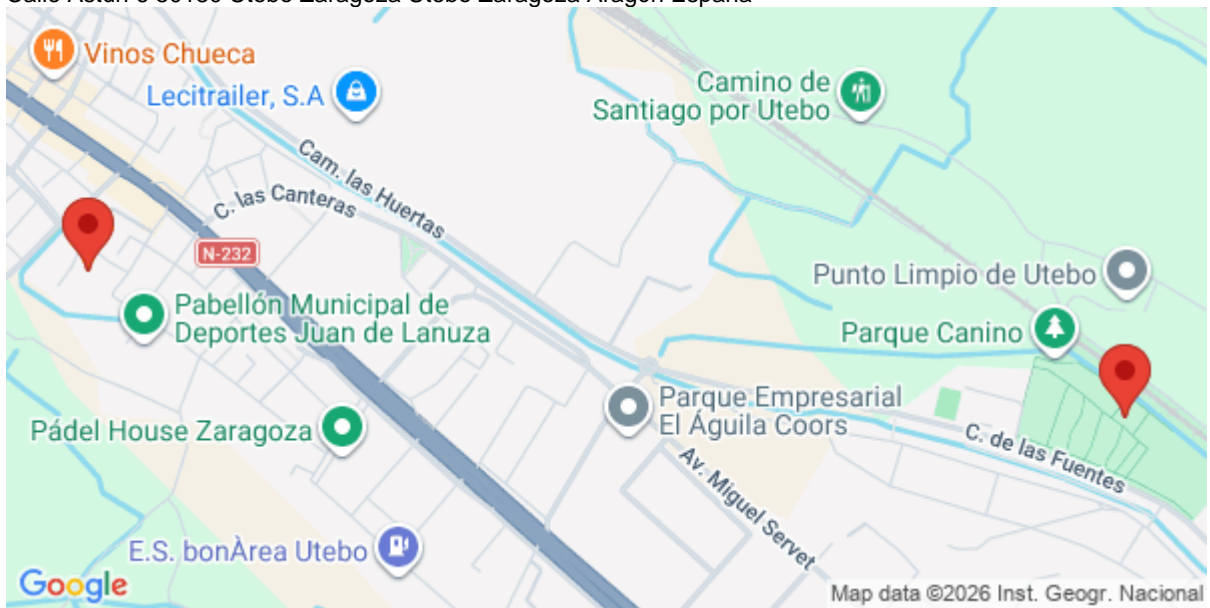 Vinos Chueca
Lecitrailer, S.A
Camino de
Santiago por Utebo
Cam. las Huertas
C. las Canteras
N-232
Punto Limpio de Utebo
Pabellón Municipal de
Deportes Juan de Lanuza
Parque Canino
Parque Empresarial
El Águila Coors
Pádel House Zaragoza
C. de las Fuentes
Av. Miguel Servet
E.S. bonÀrea Utebo
Google
Map data ©2026 Inst. Geogr. Nacional